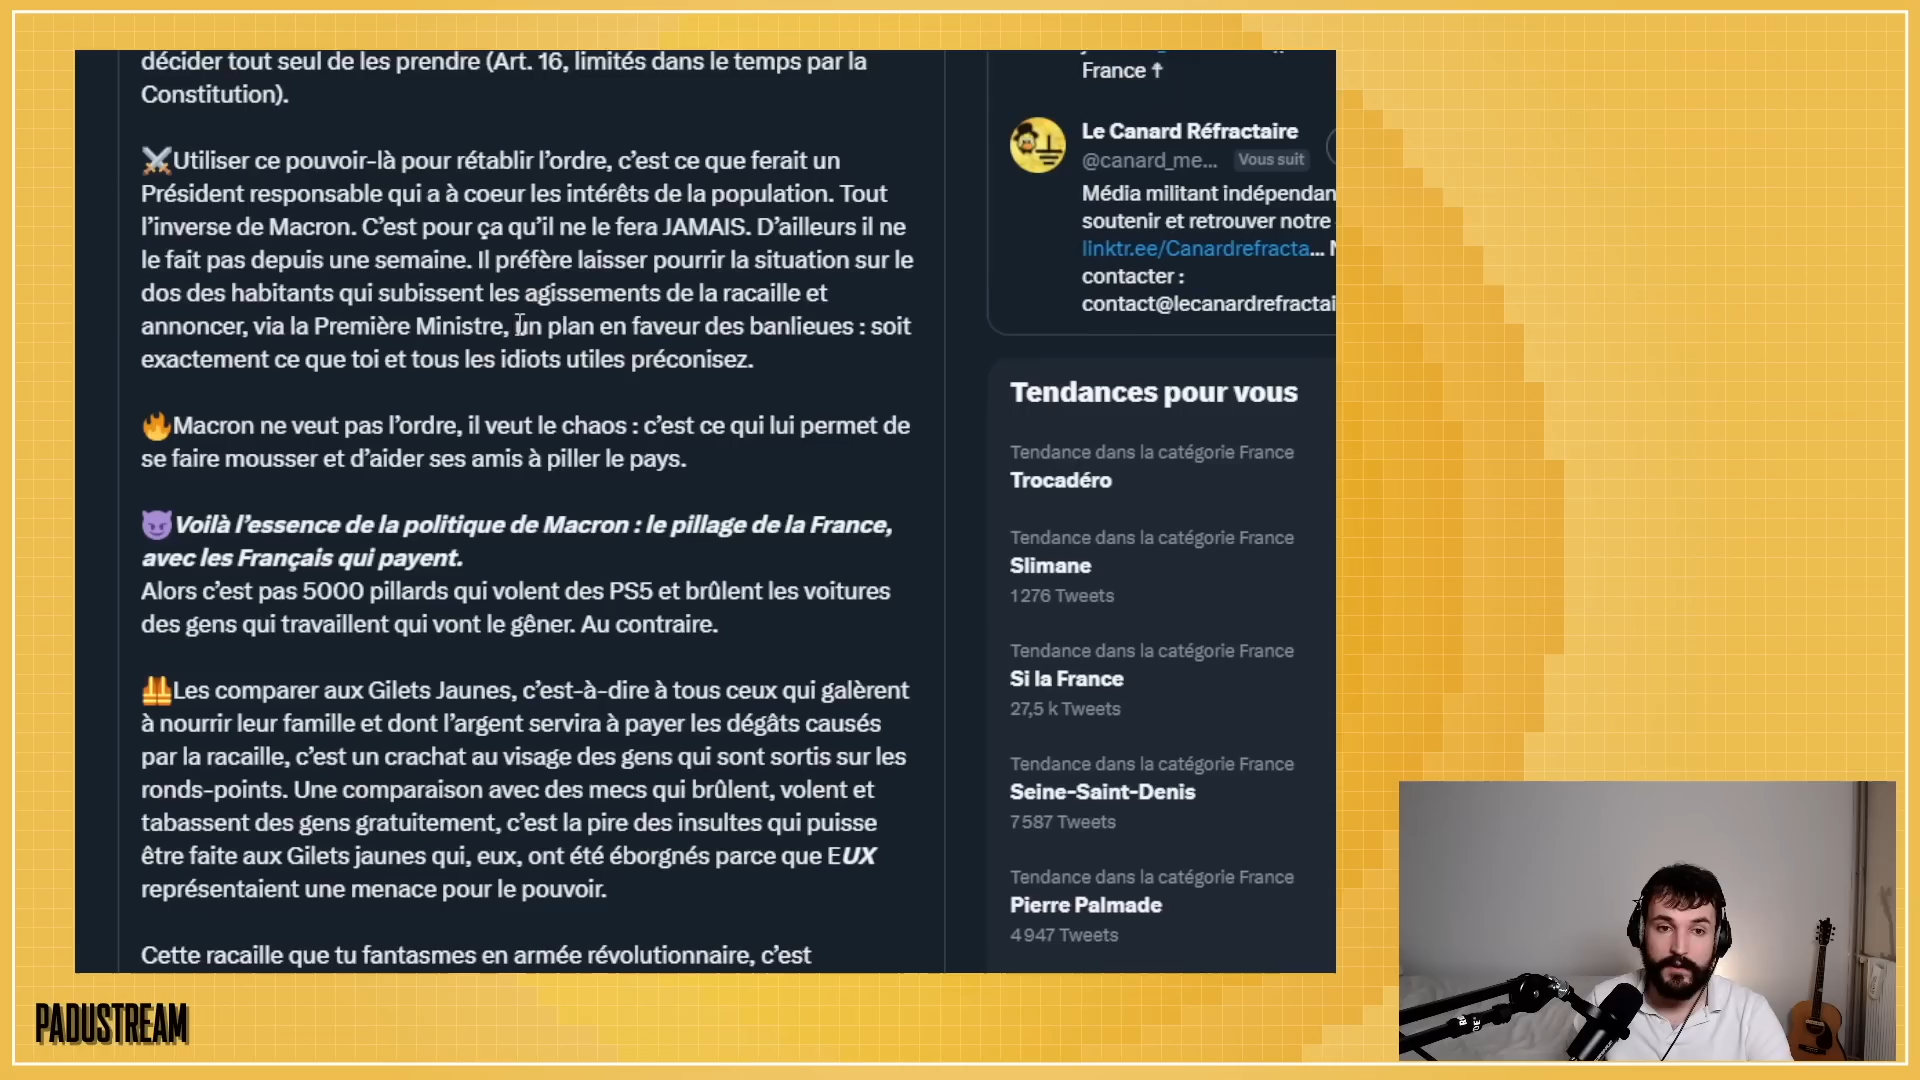 décider tout seul de les prendre (Art. 16, limités dans le temps par la
Constitution).
Utiliser ce pouvoir-là pour rétablir l’ordre, c’est ce que ferait un
Président responsable qui a à coeur les intérêts de la population. Tout
l’inverse de Macron. C’est pour ça qu’il ne le fera JAMAIS. D’ailleurs il ne
le fait pas depuis une semaine. Il préfère laisser pourrir la situation sur le
dos des habitants qui subissent les agissements de la racaille et
annoncer, via la Première Ministre, un plan en faveur des banlieues : soit
exactement ce que toi et tous les idiots utiles préconisez.
Macron ne veut pas l’ordre, il veut le chaos : c’est ce qui lui permet de
se faire mousser et d’aider ses amis à piller le pays.
Voilà l’essence de la politique de Macron : le pillage de la France,
avec les Français qui payent.
Alors c’est pas 5000 pillards qui volent des PS5 et brûlent les voitures
des gens qui travaillent qui vont le gêner. Au contraire.
Les comparer aux Gilets Jaunes, c’est-à-dire à tous ceux qui galèrent
à nourrir leur famille et dont l’argent servira à payer les dégâts causés
par la racaille, c’est un crachat au visage des gens qui sont sortis sur les
ronds-points. Une comparaison avec des mecs qui brûlent, volent et
tabassent des gens gratuitement, c’est la pire des insultes qui puisse
être faite aux Gilets jaunes qui, eux, ont été éborgnés parce que EUX
représentaient une menace pour le pouvoir.
Cette racaille que tu fantasmes en armée révolutionnaire, c’est
France
Le Canard Réfractaire
@canard_me... Vous suit
Média militant indépendan
soutenir et retrouver notre
linktr.ee/Canardrefracta...
contacter :
contact@lecanardrefractai
Tendances pour vous
Tendance dans la catégorie France
Trocadéro
Tendance dans la catégorie France
Slimane
1 276 Tweets
Tendance dans la catégorie France
Si la France
27,5 k Tweets
Tendance dans la catégorie France
Seine-Saint-Denis
7 587 Tweets
Tendance dans la catégorie France
Pierre Palmade
4 947 Tweets
PADUSTREAM